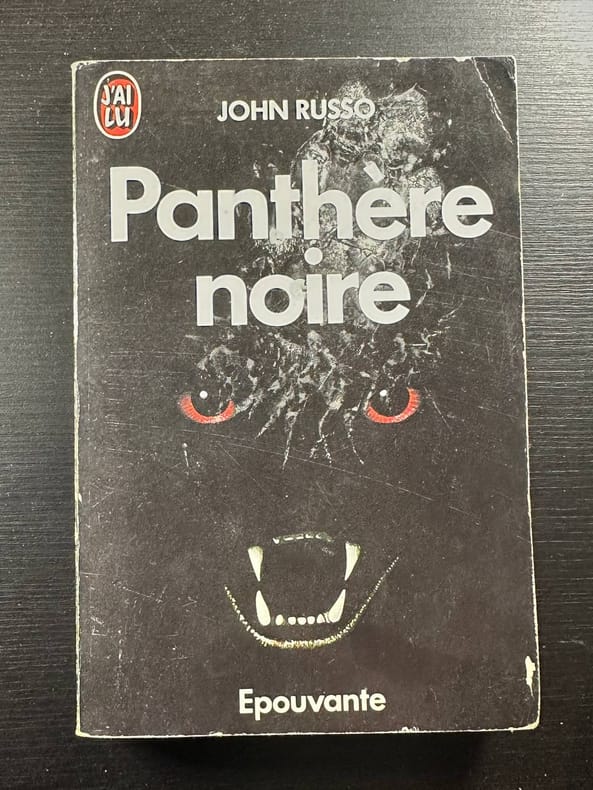 J'AI
LU
JOHN RUSSO
Panthère
noire
Epouvante